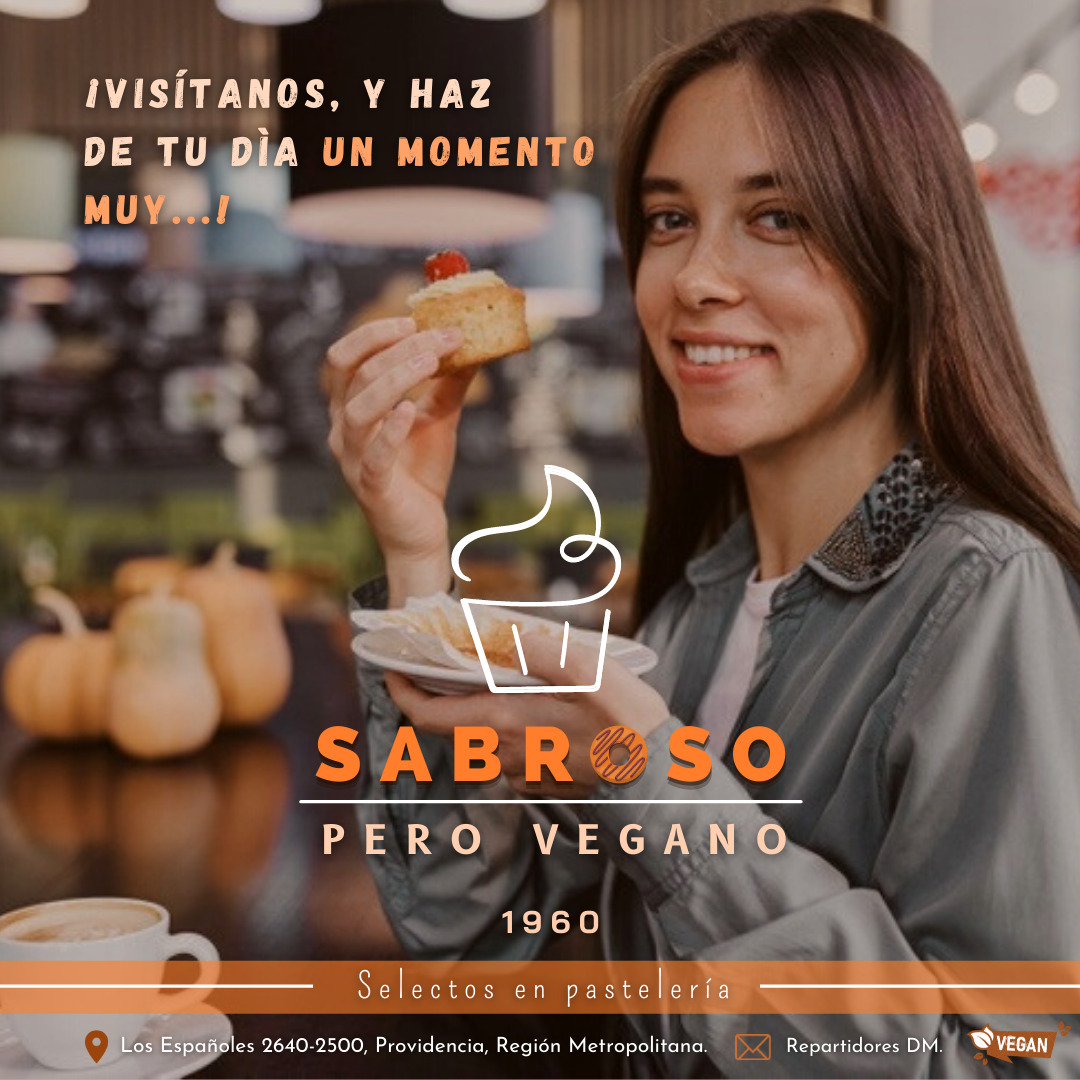 ¡VISÍTANOS, Y HAZ
DE TU DÌA UN MOMENTO
MUY...!
SABROSO
PERO VEGANO
1960
Selectos en pastelería
Los Españoles 2640-2500, Providencia, Región Metropolitana.
Repartidores DM.
VEGAN